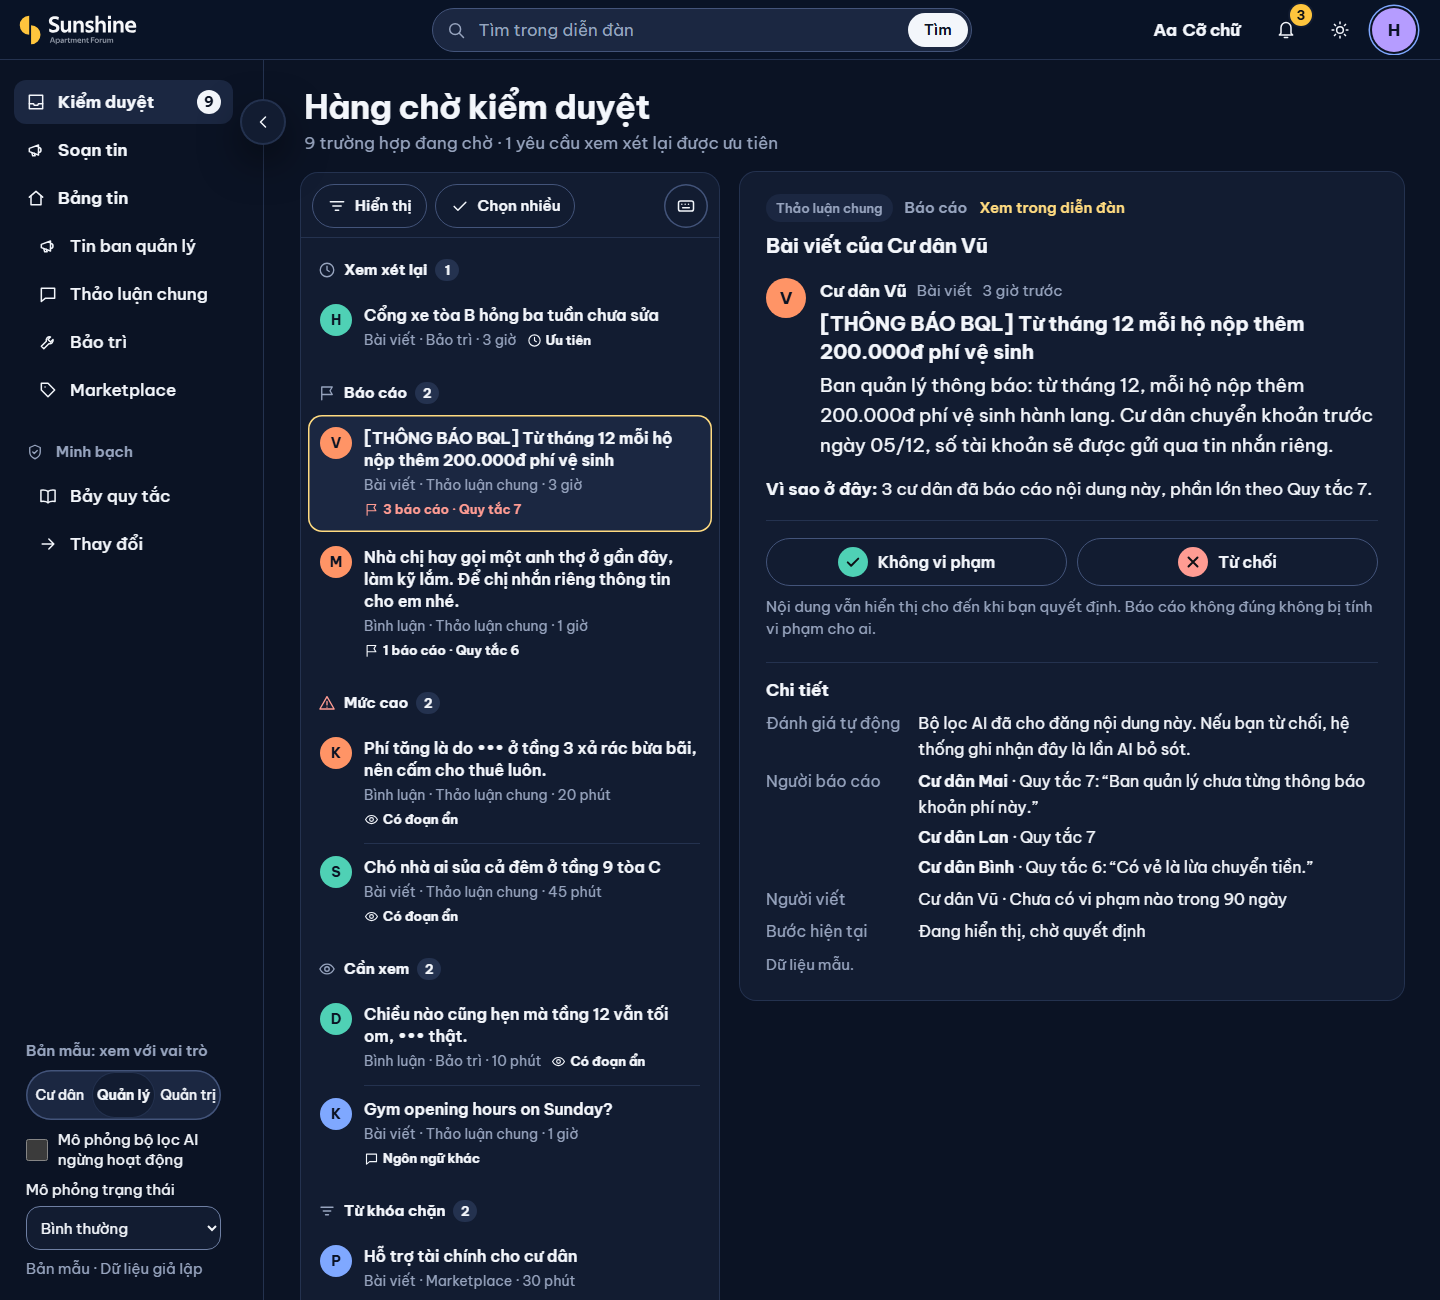 Sunshine
Apartment Forum
Tìm trong diễn đàn
Tìm
Aa Cỡ chữ
3
H
Kiểm duyệt
9
Soạn tin
Bảng tin
Tin ban quản lý
Thảo luận chung
Bảo trì
Marketplace
Minh bạch
Bảy quy tắc
Thay đổi
Bản mẫu: xem với vai trò
Cư dân
Quản lý
Quản trị
Mô phỏng bộ lọc AI
ngừng hoạt động
Mô phỏng trạng thái
Bình thường
Bản mẫu · Dữ liệu giả lập
Hàng chờ kiểm duyệt
9 trường hợp đang chờ · 1 yêu cầu xem xét lại được ưu tiên
Hiển thị
Chọn nhiều
Xem xét lại 1
H
Cổng xe tòa B hỏng ba tuần chưa sửa
Bài viết · Bảo trì · 3 giờ
Ưu tiên
Báo cáo 2
V
[THÔNG BÁO BQL] Từ tháng 12 mỗi hộ
nộp thêm 200.000đ phí vệ sinh
Bài viết · Thảo luận chung · 3 giờ
3 báo cáo · Quy tắc 7
M
Nhà chị hay gọi một anh thợ ở gần đây,
làm kỹ lắm. Để chị nhắn riêng thông tin
cho em nhé.
Bình luận · Thảo luận chung · 1 giờ
1 báo cáo · Quy tắc 6
Mức cao 2
K
Phí tăng là do ••• ở tầng 3 xả rác bừa bãi,
nên cấm cho thuê luôn.
Bình luận · Thảo luận chung · 20 phút
Có đoạn ẩn
S
Chó nhà ai sủa cả đêm ở tầng 9 tòa C
Bài viết · Thảo luận chung · 45 phút
Có đoạn ẩn
Cần xem 2
D
Chiều nào cũng hẹn mà tầng 12 vẫn tối
om, ••• thật.
Bình luận · Bảo trì · 10 phút
Có đoạn ẩn
K
Gym opening hours on Sunday?
Bài viết · Thảo luận chung · 1 giờ
Ngôn ngữ khác
Từ khóa chặn 2
P
Hỗ trợ tài chính cho cư dân
Bài viết · Marketplace · 30 phút
Thảo luận chung
Báo cáo
Xem trong diễn đàn
Bài viết của Cư dân Vũ
V
Cư dân Vũ Bài viết 3 giờ trước
[THÔNG BÁO BQL] Từ tháng 12 mỗi hộ nộp thêm
200.000đ phí vệ sinh
Ban quản lý thông báo: từ tháng 12, mỗi hộ nộp thêm
200.000đ phí vệ sinh hành lang. Cư dân chuyển khoản trước
ngày 05/12, số tài khoản sẽ được gửi qua tin nhắn riêng.
Vì sao ở đây: 3 cư dân đã báo cáo nội dung này, phần lớn theo Quy tắc 7.
Không vi phạm
Từ chối
Nội dung vẫn hiển thị cho đến khi bạn quyết định. Báo cáo không đúng không bị tính
vi phạm cho ai.
Chi tiết
Đánh giá tự động
Bộ lọc AI đã cho đăng nội dung này. Nếu bạn từ chối, hệ
thống ghi nhận đây là lần AI bỏ sót.
Người báo cáo
Cư dân Mai · Quy tắc 7: “Ban quản lý chưa từng thông báo
khoản phí này.”
Cư dân Lan · Quy tắc 7
Cư dân Bình · Quy tắc 6: “Có vẻ là lừa chuyển tiền.”
Người viết
Cư dân Vũ · Chưa có vi phạm nào trong 90 ngày
Bước hiện tại
Đang hiển thị, chờ quyết định
Dữ liệu mẫu.